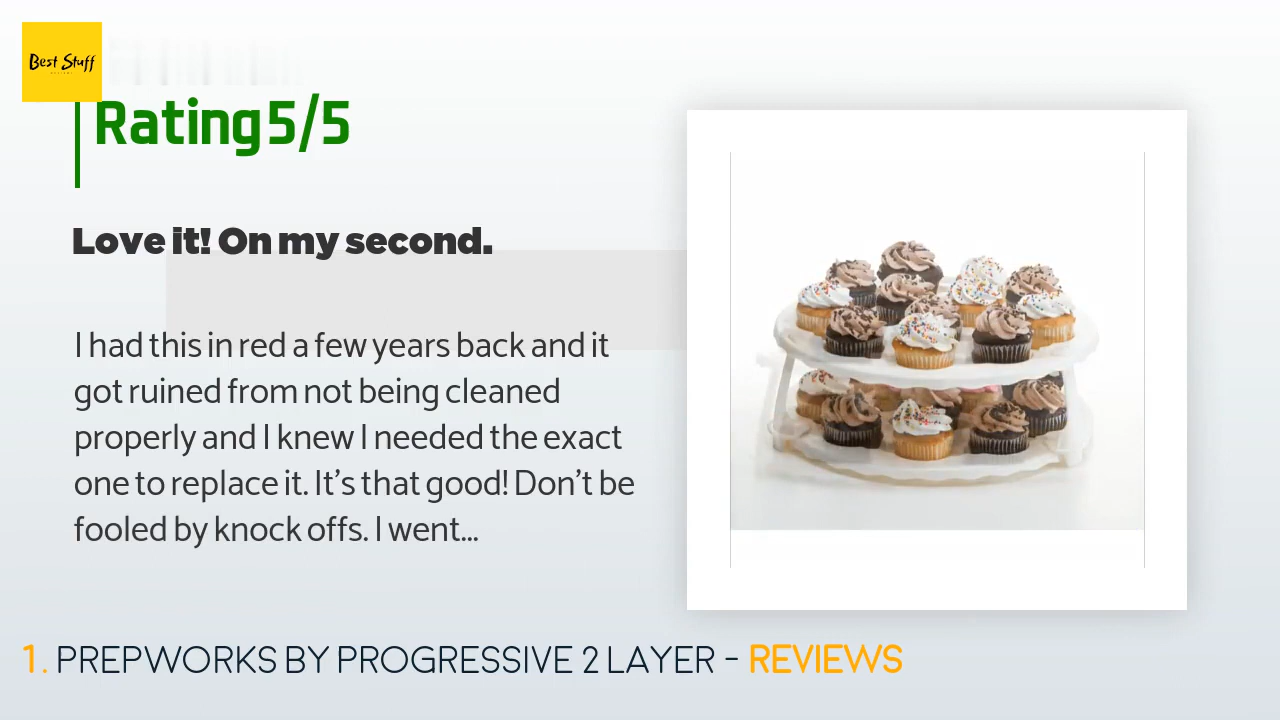 Best Stuff
Rating 5/5
Love it! On my second.
I had this in red a few years back and it
got ruined from not being cleaned
properly and I knew I needed the exact
one to replace it. It's that good! Don't be
fooled by knock offs. I went...
1. PREPWORKS BY PROGRESSIVE 2 LAYER - REVIEWS